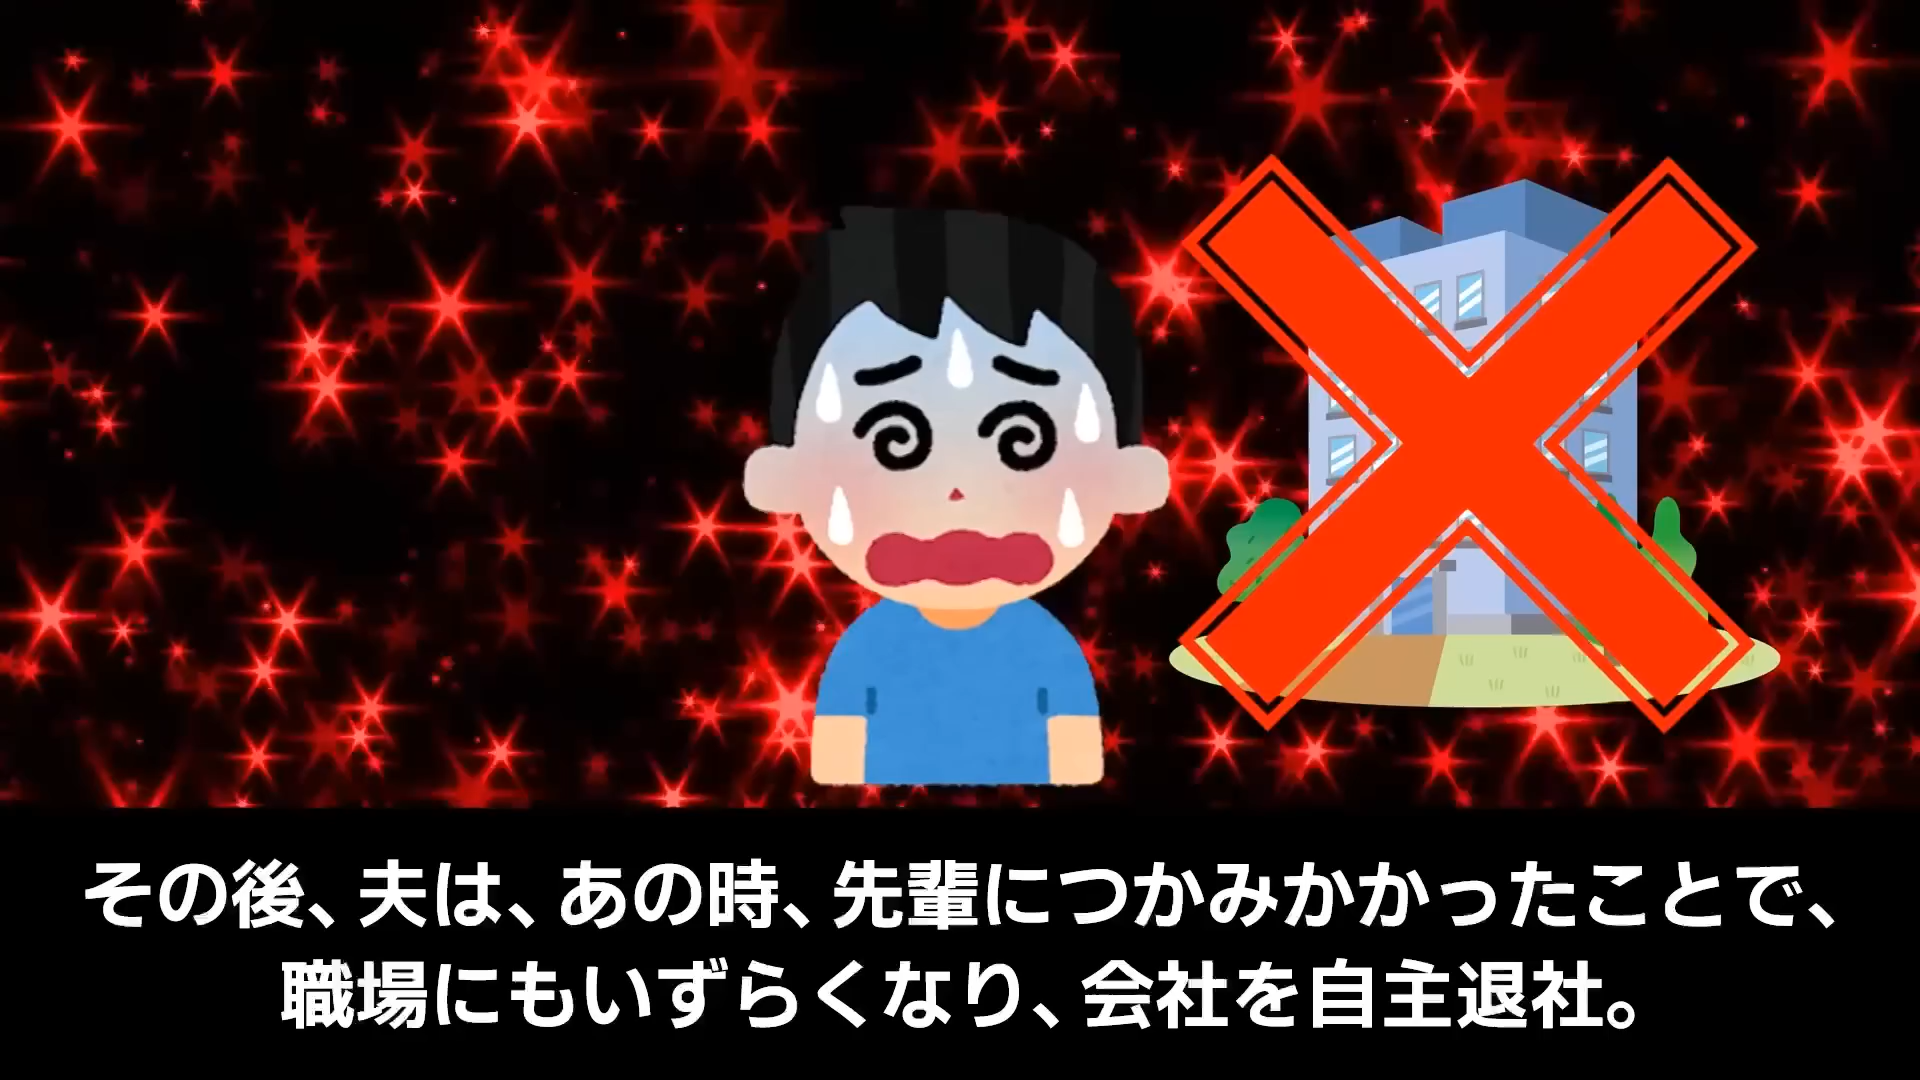 その後、夫は、あの時、先輩につかみかかったことで、
職場にもいずらくなり、会社を自主退社。